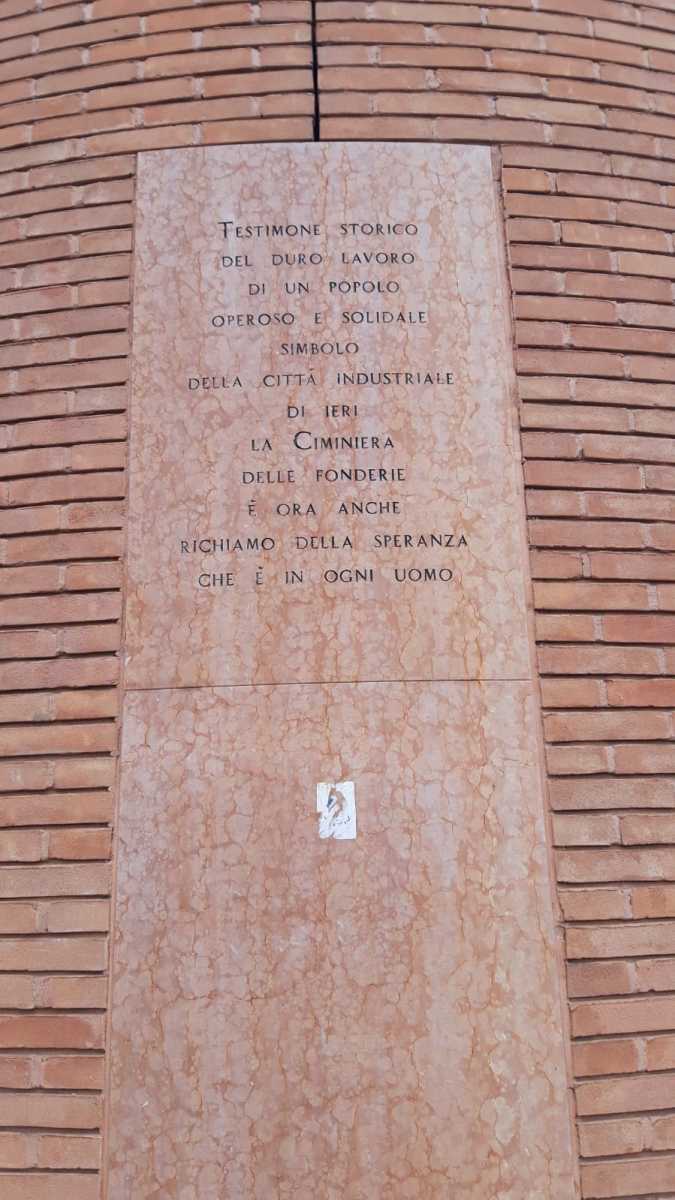 TESTIMONE STORICO
DEL DURO LAVORO
DI UN POPOLO
OPEROSO E SOLIDALE
SIMBOLO
DELLA CITTÁ INDUSTRIALE
DI IERI
LA CIMINIERA
DELLE FONDERIE
É ORA ANCHE
RICHIAMO DELLA SPERANZA
CHE É IN OGNI UOMO